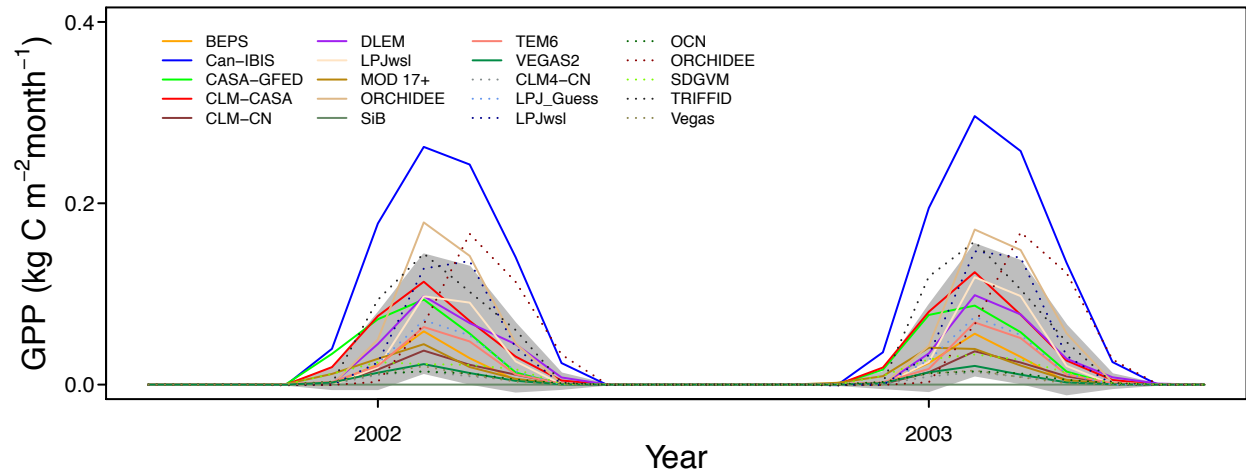 0.4
BEPS DLEM TEM6 OCN
Can−IBIS LPJwsl VEGAS2 ORCHIDEE
CASA−GFED MOD 17+ CLM4−CN SDGVM
CLM−CASA ORCHIDEE LPJ_Guess TRIFFID
CLM−CN SiB LPJwsl Vegas
0.2
0.0
GPP (kg C m−2month−1)
2002 2003
Year